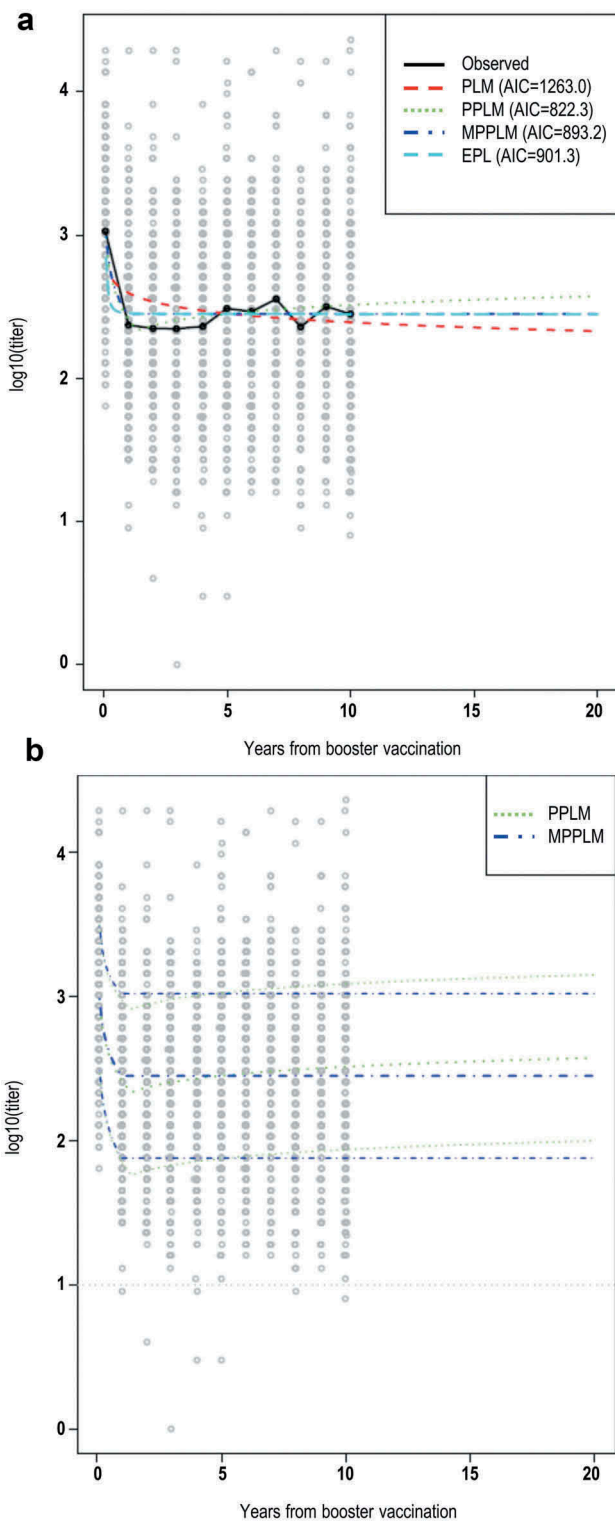 a
Observed
PLM (AIC=1263.0)
PPLM (AIC=822.3)
MPPLM (AIC=893.2)
EPL (AIC=901.3)
log10(titer)
4
3
2
1
0
0 5 10 15 20
Years from booster vaccination
b
PPLM
MPPLM
log10(titer)
4
3
2
1
0
0 5 10 15 20
Years from booster vaccination